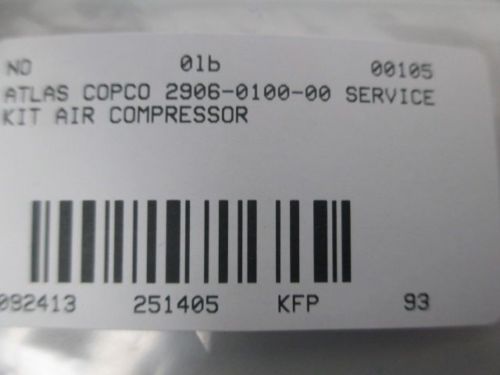 NO 0lb 00105
ATLAS COPCO 2906-0100-00 SERVICE
KIT AIR COMPRESSOR
092413 251405 KFP 93